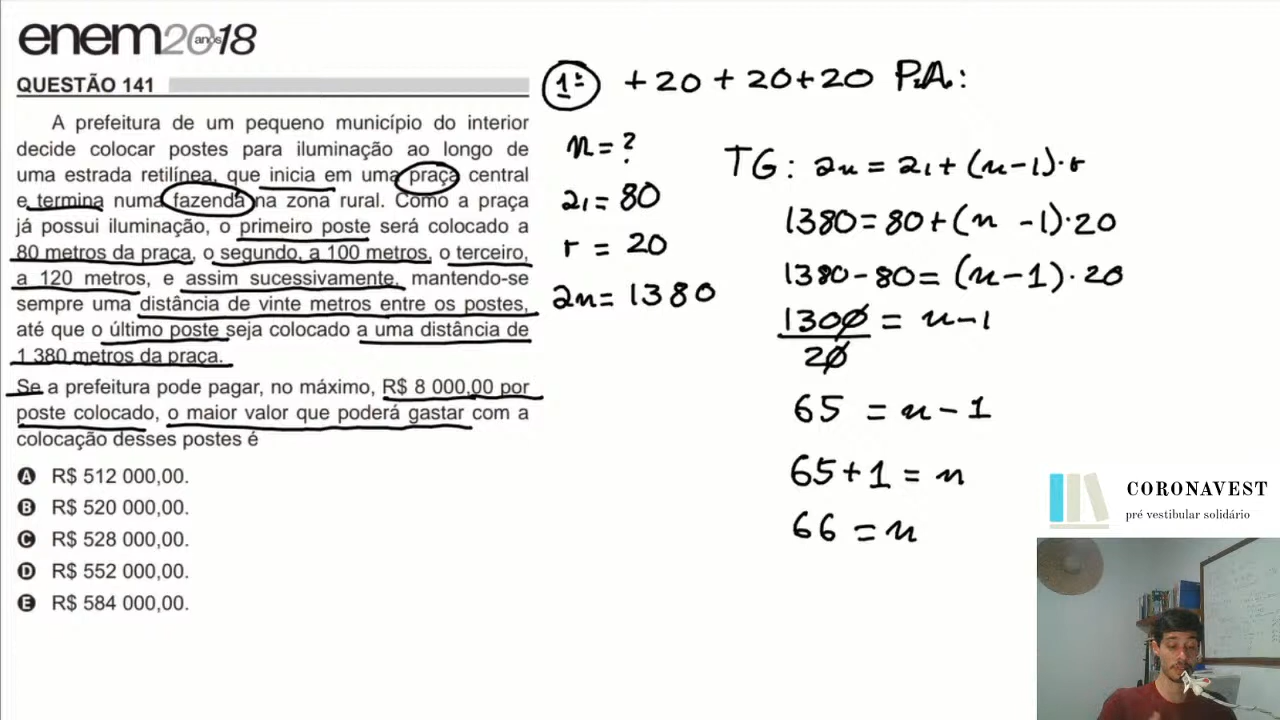 enem2018
anos
QUESTÃO 141
A prefeitura de um pequeno município do interior
decide colocar postes para iluminação ao longo de
uma estrada retilínea, que inicia em uma praça central
e termina numa fazenda na zona rural. Como a praça
já possui iluminação, o primeiro poste será colocado a
80 metros da praça, o segundo, a 100 metros, o terceiro,
a 120 metros, e assim sucessivamente, mantendo-se
sempre uma distância de vinte metros entre os postes,
até que o último poste seja colocado a uma distância de
1 380 metros da praça.
Se a prefeitura pode pagar, no máximo, R$ 8 000,00 por
poste colocado, o maior valor que poderá gastar com a
colocação desses postes é
A R$ 512 000,00.
B R$ 520 000,00.
C R$ 528 000,00.
D R$ 552 000,00.
E R$ 584 000,00.
1º +20 +20+20 P.A.:
n = ?
a1 = 80
r = 20
an = 1380
TG: an = a1 + (n-1)·r
1380 = 80 + (n -1)·20
1380 - 80 = (n-1)·20
1300/20 = n-1
65 = n - 1
65+1 = n
66 = n
CORONAVEST
pré vestibular solidário